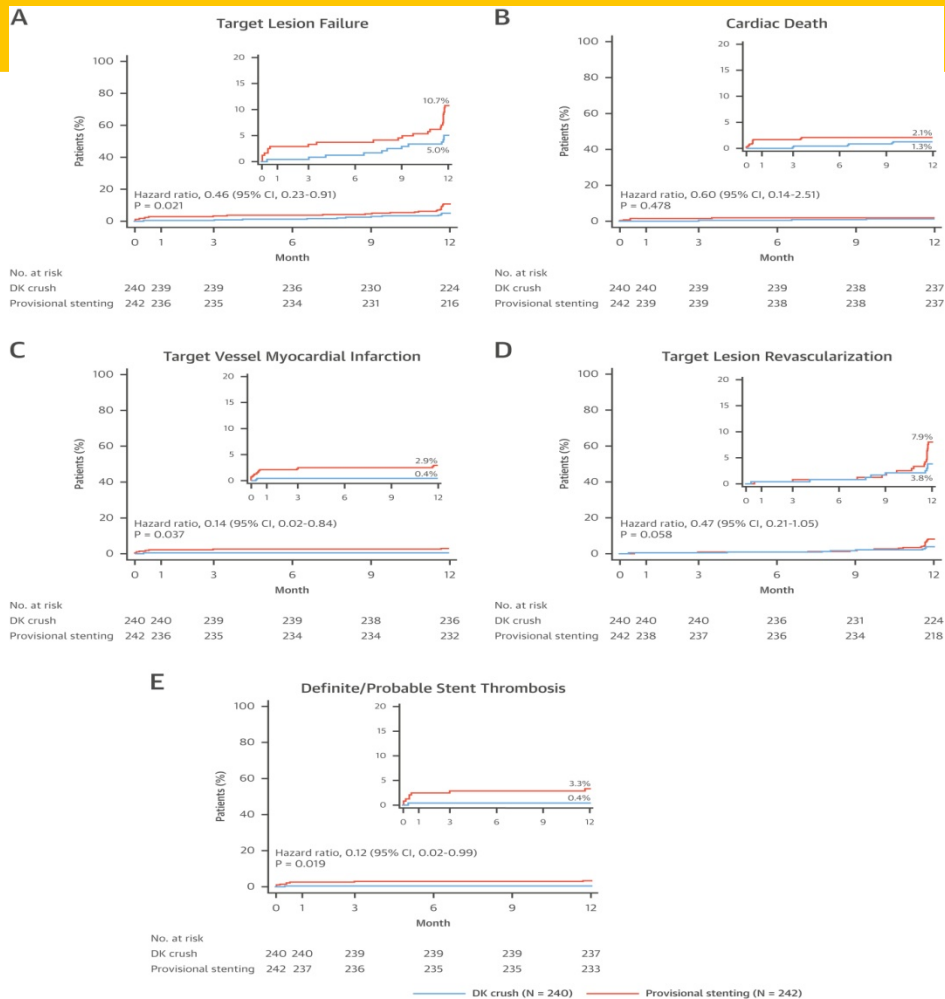 A
Target Lesion Failure
Patients (%)
100
80
60
40
20
0
20
15
10
5
0
10.7%
5.0%
0 1 3 6 9 12
Hazard ratio, 0.46 (95% CI, 0.23-0.91)
P = 0.021
0 1 3 6 9 12
Month
No. at risk
DK crush 240 239 239 236 230 224
Provisional stenting 242 236 235 234 231 216
B
Cardiac Death
Patients (%)
100
80
60
40
20
0
20
15
10
5
0
2.1%
1.3%
0 1 3 6 9 12
Hazard ratio, 0.60 (95% CI, 0.14-2.51)
P = 0.478
0 1 3 6 9 12
Month
No. at risk
DK crush 240 240 239 239 238 237
Provisional stenting 242 239 239 238 238 237
C
Target Vessel Myocardial Infarction
Patients (%)
100
80
60
40
20
0
20
15
10
5
0
2.9%
0.4%
0 1 3 6 9 12
Hazard ratio, 0.14 (95% CI, 0.02-0.84)
P = 0.037
0 1 3 6 9 12
Month
No. at risk
DK crush 240 240 239 239 238 236
Provisional stenting 242 236 235 234 234 232
D
Target Lesion Revascularization
Patients (%)
100
80
60
40
20
0
20
15
10
5
0
7.9%
3.8%
0 1 3 6 9 12
Hazard ratio, 0.47 (95% CI, 0.21-1.05)
P = 0.058
0 1 3 6 9 12
Month
No. at risk
DK crush 240 240 240 236 231 224
Provisional stenting 242 238 237 236 234 218
E
Definite/Probable Stent Thrombosis
Patients (%)
100
80
60
40
20
0
20
15
10
5
0
3.3%
0.4%
0 1 3 6 9 12
Hazard ratio, 0.12 (95% CI, 0.02-0.99)
P = 0.019
0 1 3 6 9 12
Month
No. at risk
DK crush 240 240 239 239 239 237
Provisional stenting 242 237 236 235 235 233
DK crush (N = 240) Provisional stenting (N = 242)